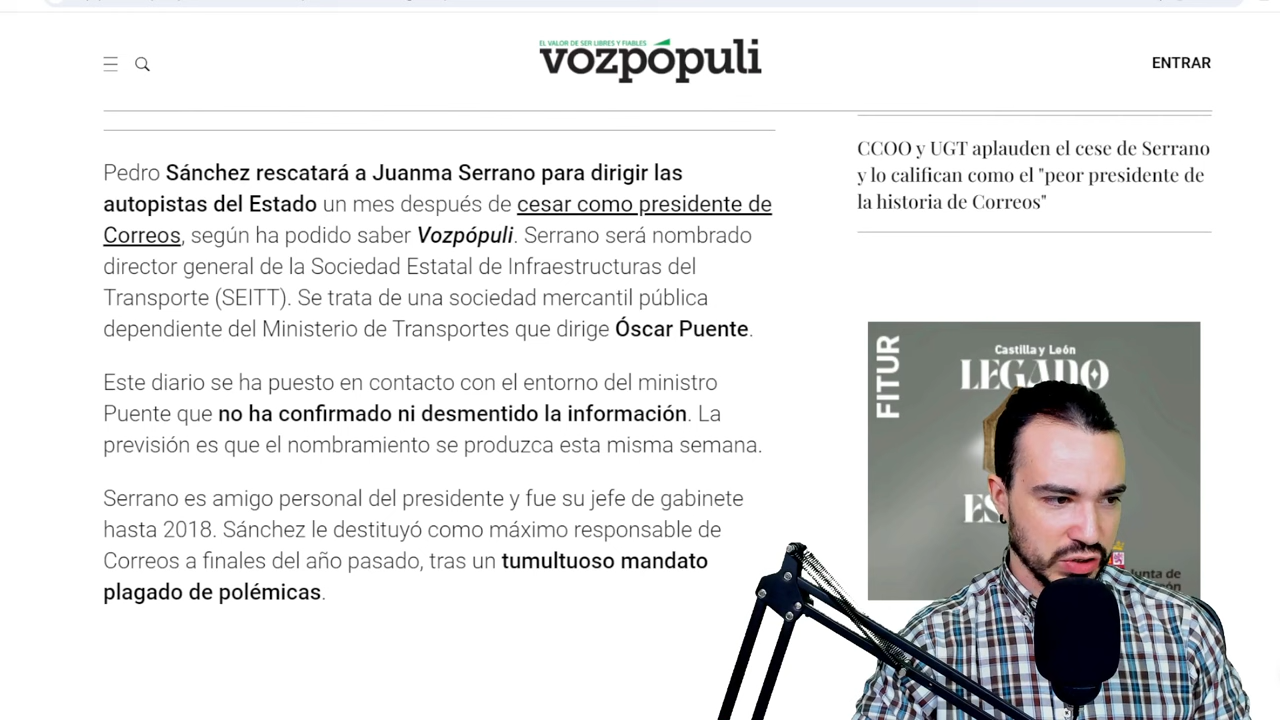 EL VALOR DE SER LIBRES Y FIABLES
vozpópuli
ENTRAR
Pedro Sánchez rescatará a Juanma Serrano para dirigir las
autopistas del Estado un mes después de cesar como presidente de
Correos, según ha podido saber Vozpópuli. Serrano será nombrado
director general de la Sociedad Estatal de Infraestructuras del
Transporte (SEITT). Se trata de una sociedad mercantil pública
dependiente del Ministerio de Transportes que dirige Óscar Puente.
Este diario se ha puesto en contacto con el entorno del ministro
Puente que no ha confirmado ni desmentido la información. La
previsión es que el nombramiento se produzca esta misma semana.
Serrano es amigo personal del presidente y fue su jefe de gabinete
hasta 2018. Sánchez le destituyó como máximo responsable de
Correos a finales del año pasado, tras un tumultuoso mandato
plagado de polémicas.
CCOO y UGT aplauden el cese de Serrano
y lo califican como el "peor presidente de
la historia de Correos"
FITUR
Castilla y León
LEGADO